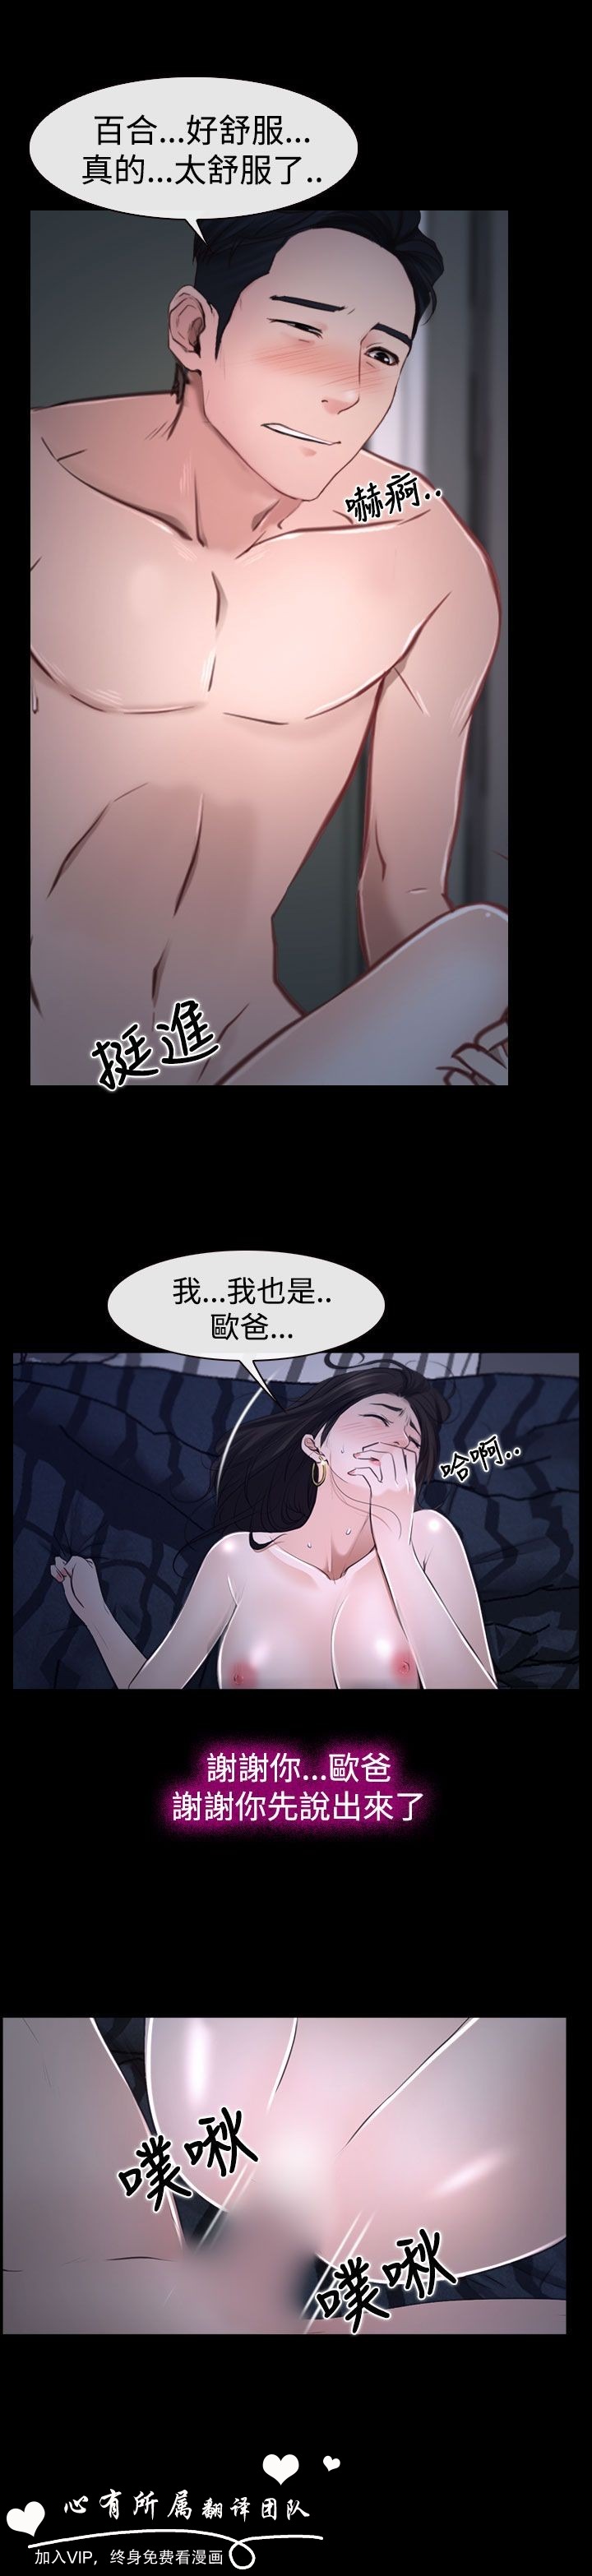 百合...好舒服...
真的...太舒服了..
嚇痾..
挺進
我...我也是..
歐爸...
哈啊..
謝謝你...歐爸
謝謝你先說出來了
噗啾
噗啾
心有所属翻译团队
加入VIP，终身免费看漫画